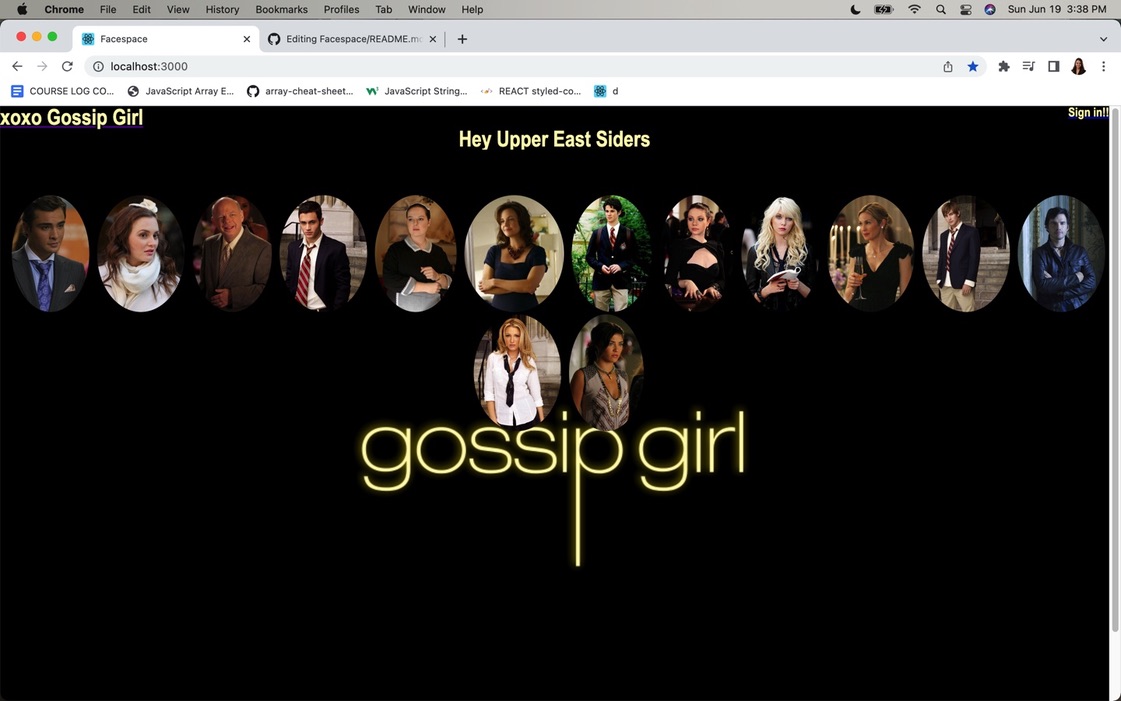 Chrome File Edit View History Bookmarks Profiles Tab Window Help Sun Jun 19 3:38 PM
Facespace Editing Facespace/README.m
localhost:3000
COURSE LOG CO... JavaScript Array E... array-cheat-sheet... JavaScript String... REACT styled-co... d
xoxo Gossip Girl Sign in!!
Hey Upper East Siders
gossip girl